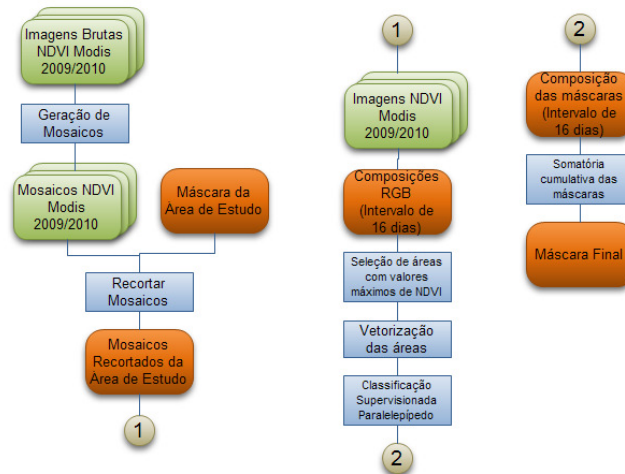 Imagens Brutas
NDVI Modis
2009/2010
Geração de
Mosaicos
Mosaicos NDVI
Modis
2009/2010
Máscara da
Àrea de Estudo
Recortar
Mosaicos
Mosaicos
Recortados da
Àrea de Estudo
1
1
Imagens NDVI
Modis
2009/2010
Composições
RGB
(Intervalo de
16 dias)
Seleção de áreas
com valores
máximos de NDVI
Vetorização
das áreas
Classificação
Supervisionada
Paralelepípedo
2
2
Composição
das máscaras
(Intervalo de
16 dias)
Somatória
cumulativa das
máscaras
Máscara Final